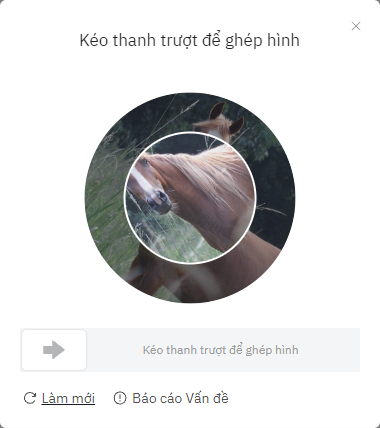 Kéo thanh trượt để ghép hình
Kéo thanh trượt để ghép hình
Làm mới
Báo cáo Vấn đề